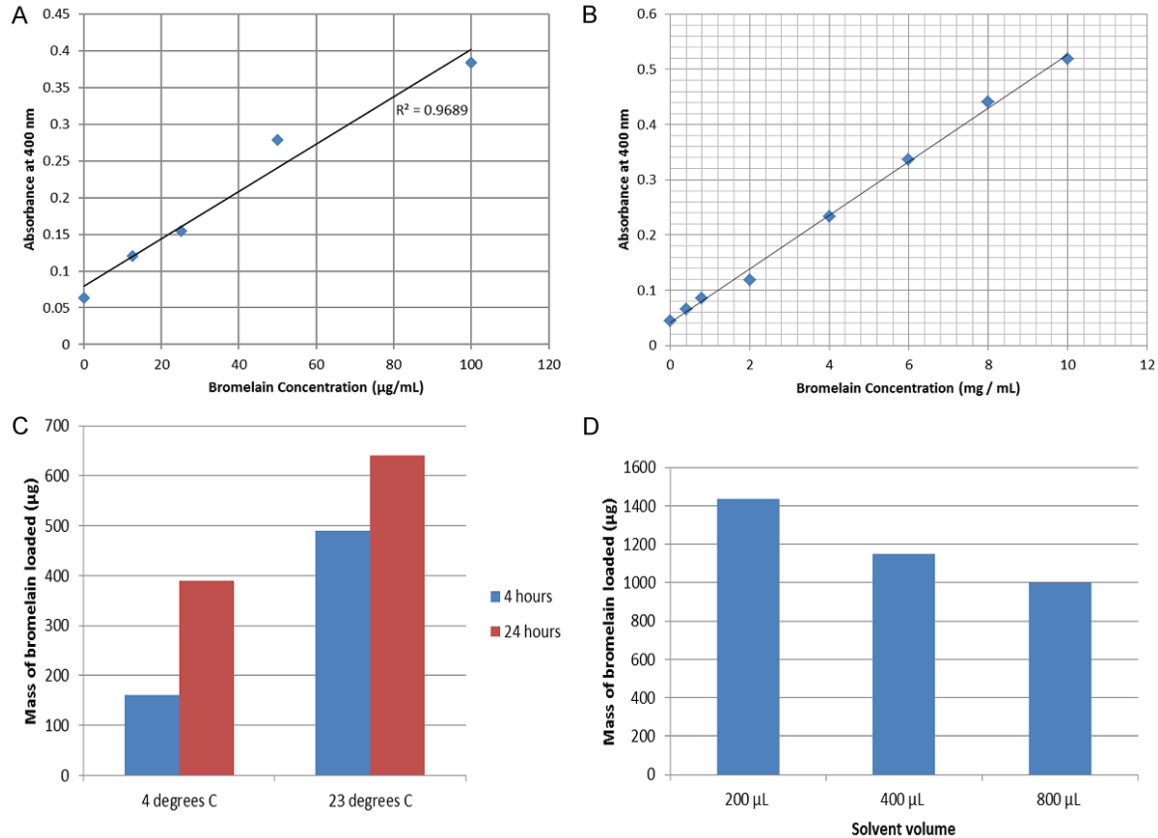 A
Absorbance at 400 nm
0.45
0.4
0.35
0.3
0.25
0.2
0.15
0.1
0.05
0
R² = 0.9689
0 20 40 60 80 100 120
Bromelain Concentration (µg/mL)
B
Absorbance at 400 nm
0.6
0.5
0.4
0.3
0.2
0.1
0
0 2 4 6 8 10 12
Bromelain Concentration (mg / mL)
C
Mass of bromelain loaded (µg)
700
600
500
400
300
200
100
0
4 degrees C 23 degrees C
4 hours
24 hours
D
Mass of bromelain loaded (µg)
1600
1400
1200
1000
800
600
400
200
0
200 µL 400 µL 800 µL
Solvent volume